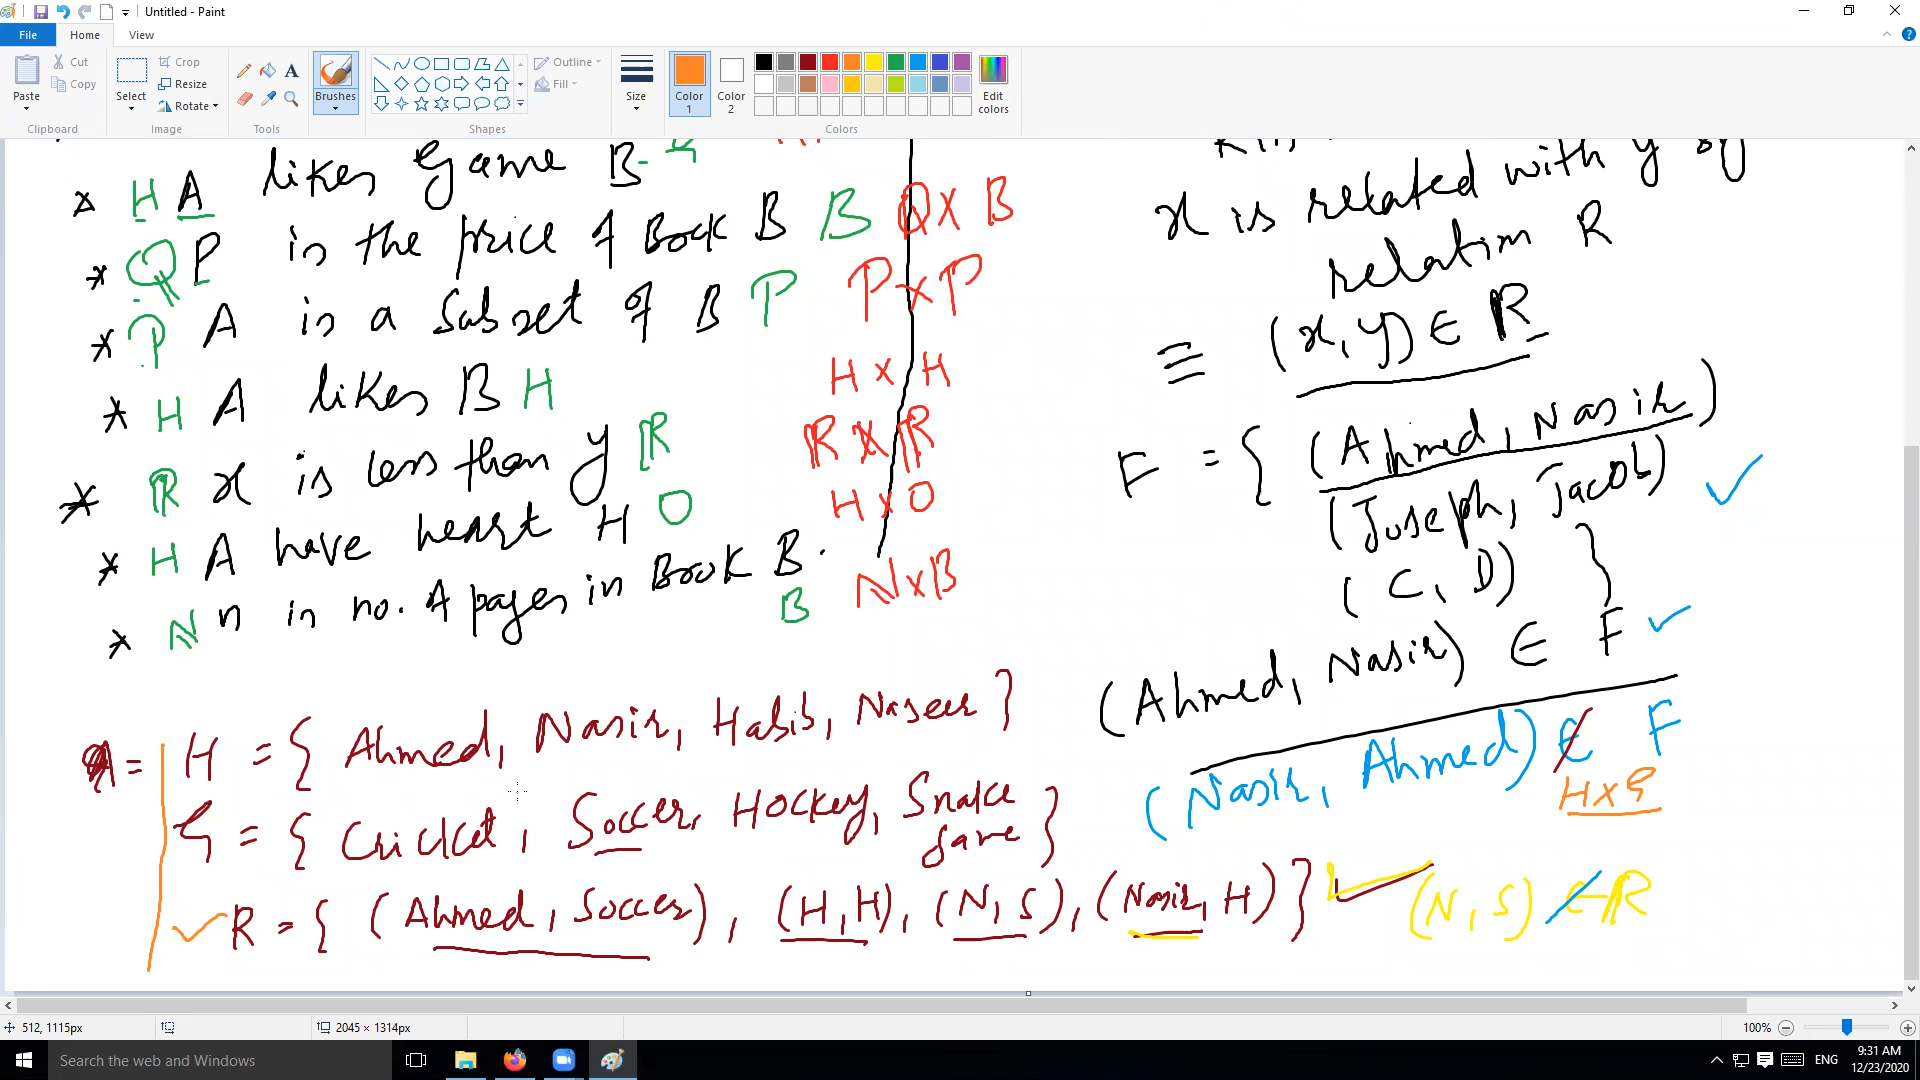 Untitled - Paint
File Home View
Paste Cut Copy Clipboard
Select Crop Resize Rotate Image
Tools
Brushes
Shapes Outline Fill
Size
Color 1 Color 2 Edit colors Colors
* H A likes Game B G
* Q P is the price of Book B B Q×B
* P A is a Subset of B P P×P
* H A likes B H H×H
* R x is less than y R R×R
* H A have heart H O H×O
* N n is no. of pages in Book B. B N×B
x is related with y by
relation R
≡ (x,y) ∈ R
F = { (Ahmed, Nasir)
(Joseph, Jacob)
(C, D) }
(Ahmed, Nasir) ∈ F
(Nasir, Ahmed) ∉ F
H×G
= H = { Ahmed, Nasir, Habib, Naseer }
G = { Cricket, Soccer, Hockey, Snake Game }
R = { (Ahmed, Soccer), (H,H), (N,S), (Nasir, H) } (N,S) ∉ R
512, 1115px 2045 × 1314px 100%
Search the web and Windows
ENG 9:31 AM
12/23/2020